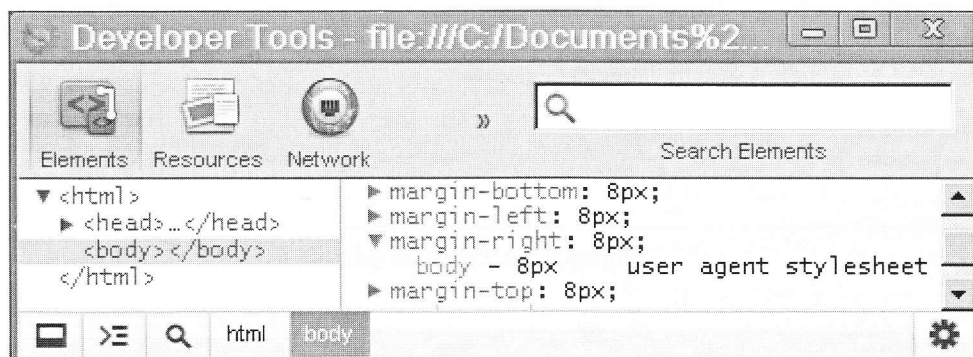 Developer Tools - file:///C:/Documents%2...
Elements Resources Network » Search Elements
▼ <html>
▶ <head>…</head>
<body></body>
</html>
▶ margin-bottom: 8px;
▶ margin-left: 8px;
▼ margin-right: 8px;
body - 8px user agent stylesheet
▶ margin-top: 8px;
html body